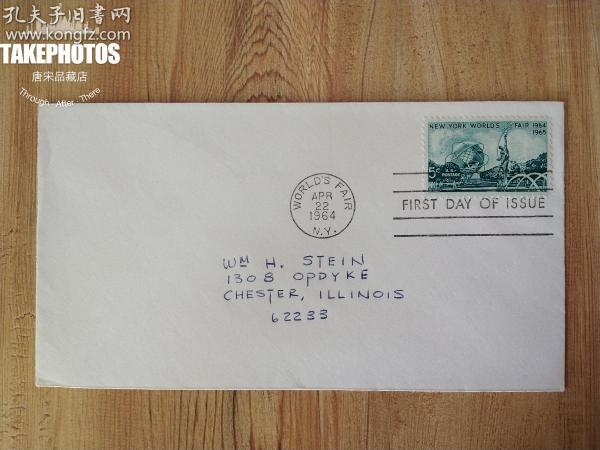 孔夫子旧书网
www.kongfz.com
TAKEPHOTOS
唐宋品藏店
Through · After · There
NEW YORK WORLD'S FAIR 1964
1965
5c
U.S. POSTAGE
WORLD'S FAIR
APR
22
1964
N.Y.
FIRST DAY OF ISSUE
WM H. STEIN
1308 OPDYKE
CHESTER, ILLINOIS
62233